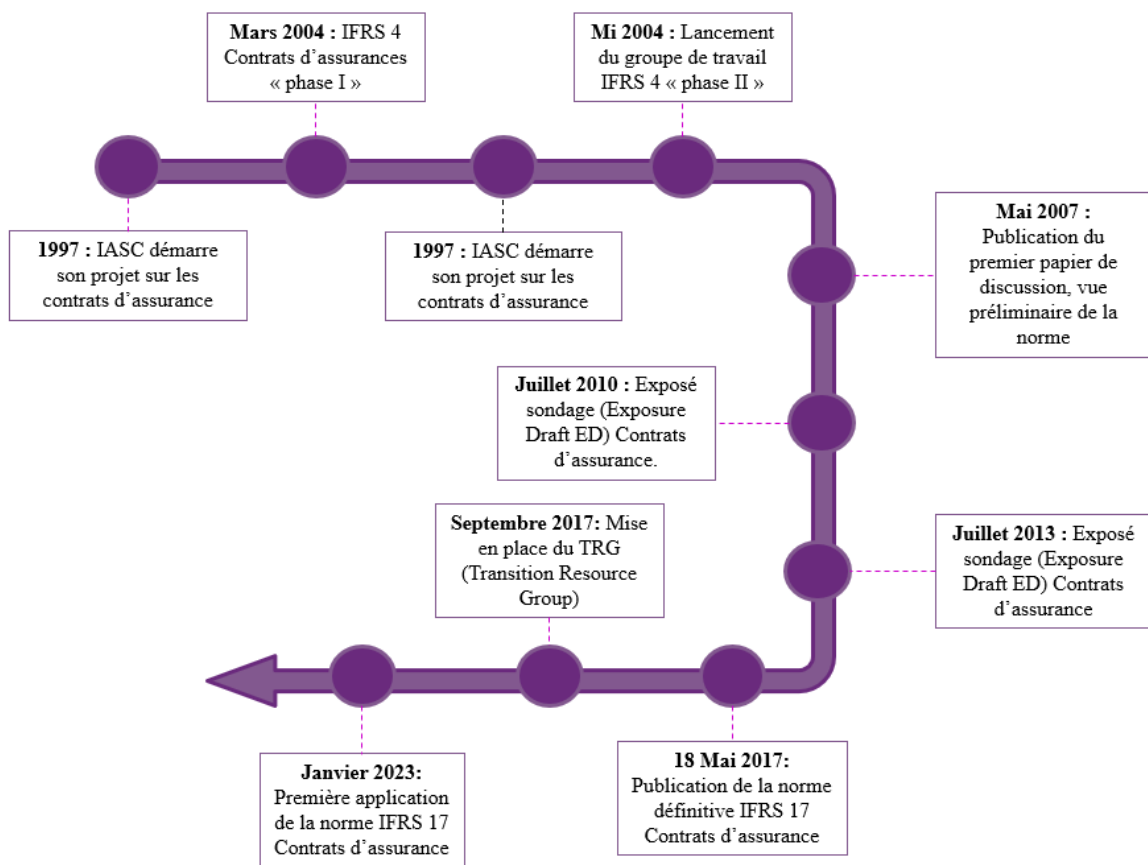 Mars 2004 : IFRS 4
Contrats d'assurances
« phase I »
Mi 2004 : Lancement
du groupe de travail
IFRS 4 « phase II »
1997 : IASC démarre
son projet sur les
contrats d'assurance
1997 : IASC démarre
son projet sur les
contrats d'assurance
Mai 2007 :
Publication du
premier papier de
discussion, vue
préliminaire de la
norme
Juillet 2010 : Exposé
sondage (Exposure
Draft ED) Contrats
d'assurance.
Juillet 2013 : Exposé
sondage (Exposure
Draft ED) Contrats
d'assurance
Septembre 2017: Mise
en place du TRG
(Transition Resource
Group)
18 Mai 2017:
Publication de la norme
définitive IFRS 17
Contrats d'assurance
Janvier 2023:
Première application
de la norme IFRS 17
Contrats d'assurance